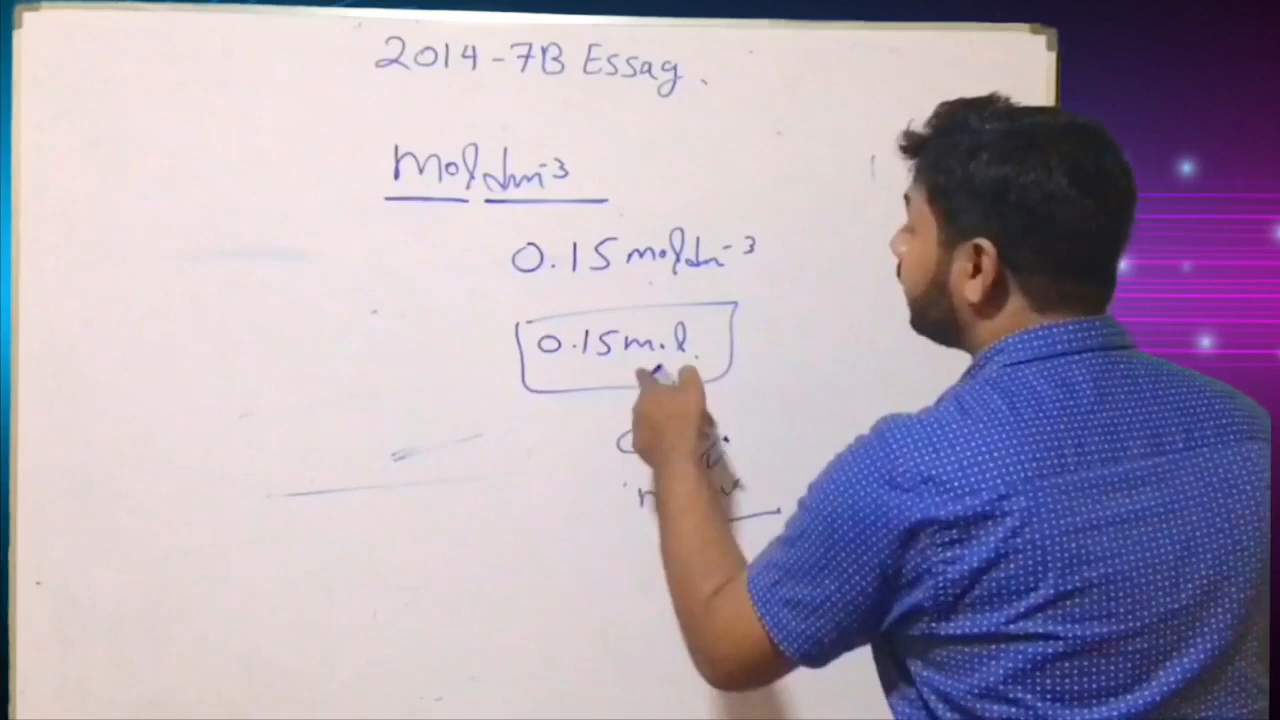 2014-7B Essay.
mol dm-3
0.15 mol dm-3
0.15 mol